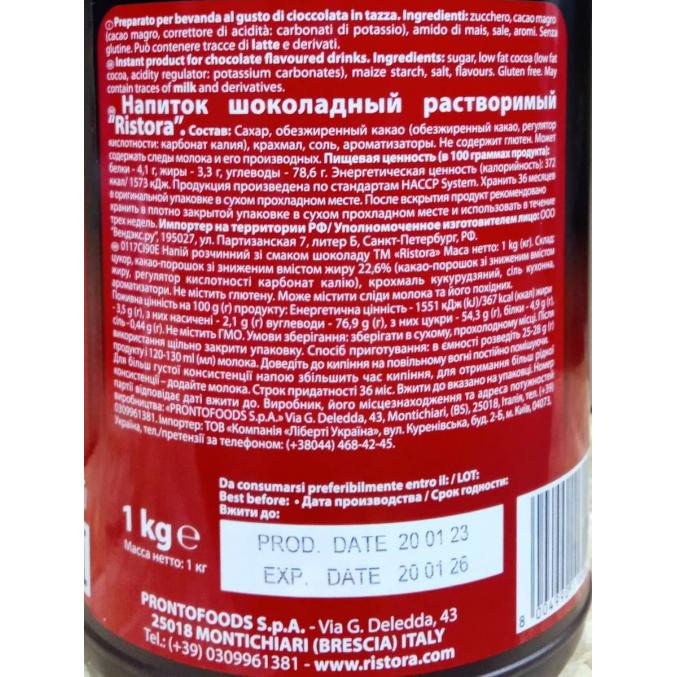 Preparato per bevanda al gusto di cioccolata in tazza. Ingredienti: zucchero, cacao magro
(cacao magro, correttore di acidità: carbonati di potassio), amido di mais, sale, aromi. Senza
glutine. Può contenere tracce di latte e derivati.
Instant product for chocolate flavoured drinks. Ingredients: sugar, low fat cocoa (low fat
cocoa, acidity regulator: potassium carbonates), maize starch, salt, flavours. Gluten free. May
contain traces of milk and derivatives.
Напиток шоколадный растворимый
"Ristora". Состав: Сахар, обезжиренный какао (обезжиренный какао, регулятор
кислотности: карбонат калия), крахмал, соль, ароматизаторы. Не содержит глютен. Может
содержать следы молока и его производных. Пищевая ценность (в 100 граммах продукта):
белки - 4,1 г, жиры - 3,3 г, углеводы - 78,6 г. Энергетическая ценность (калорийность): 372
ккал/ 1573 кДж. Продукция произведена по стандартам HACCP System. Хранить 36 месяцев
в оригинальной упаковке в сухом прохладном месте. После вскрытия продукт рекомендовано
хранить в плотно закрытой упаковке в сухом прохладном месте и использовать в течение
трех недель. Импортер на территории РФ/ Уполномоченное изготовителем лицо: ООО
"Вендэкс.ру", 195027, ул. Партизанская 7, литер Б, Санкт-Петербург, РФ.
0117CI90E Напій розчинний зі смаком шоколаду ТМ «Ristora» Маса нетто: 1 kg (кг). Склад:
цукор, какао-порошок зі зниженим вмістом жиру 22,6% (какао-порошок зі зниженим вмістом
жиру, регулятор кислотності карбонат калію), крохмаль кукурудзяний, сіль кухонна,
ароматизатори. Не містить глютену. Може містити сліди молока та його похідних.
Поживна цінність на 100 g (г) продукту: Енергетична цінність - 1551 кДж (kJ)/367 kcal (ккал) жири
- 3,5 g (г), з них насичені - 2,1 g (г) вуглеводи - 76,9 g (г), з них цукри - 54,3 g (г), білки - 4,9 g (г),
сіль - 0,44 g (г). Не містить ГМО. Умови зберігання: зберігати в сухому, прохолодному місці. Після
використання щільно закрити упаковку. Спосіб приготування: в ємності розведіть 25-28 g (г)
продукту і 120-130 ml (мл) молока. Доведіть до кипіння на повільному вогні постійно помішуючи.
Для більш густої консистенції напою збільшить час кипіння, для отримання більш рідкої
консистенції – додайте молока. Строк придатності 36 міс. Вжити до вказано на упаковці. Номер
партії відповідає даті вжити до. Виробник, його місцезнаходження та адреса потужностей
виробництва: «PRONTOFOODS S.p.A.» Via G. Deledda, 43, Montichiari, (BS), 25018, Італія, тел. (+39)
0309961381. Імпортер: ТОВ «Компанія «Ліберті Україна», вул. Куренівська, буд. 2-Б, м. Київ, 04073,
Україна, тел./претензії за телефоном: (+38044) 468-42-45.
Da consumarsi preferibilmente entro il: / LOT:
Best before: • Дата производства / Срок годности:
Вжити до:
1 kg e
Масса нетто: 1 кг
PROD. DATE 20 01 23
EXP. DATE 20 01 26
PRONTOFOODS S.p.A. - Via G. Deledda, 43
25018 MONTICHIARI (BRESCIA) ITALY
Tel.: (+39) 0309961381 - www.ristora.com